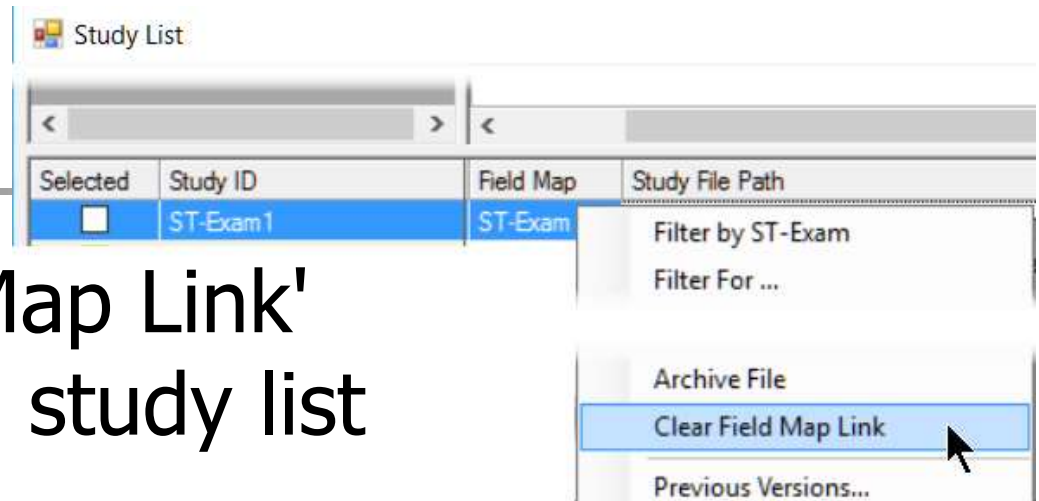 Study List
Selected Study ID Field Map Study File Path
ST-Exam1 ST-Exam
Filter by ST-Exam
Filter For ...
Map Link'
study list
Archive File
Clear Field Map Link
Previous Versions...